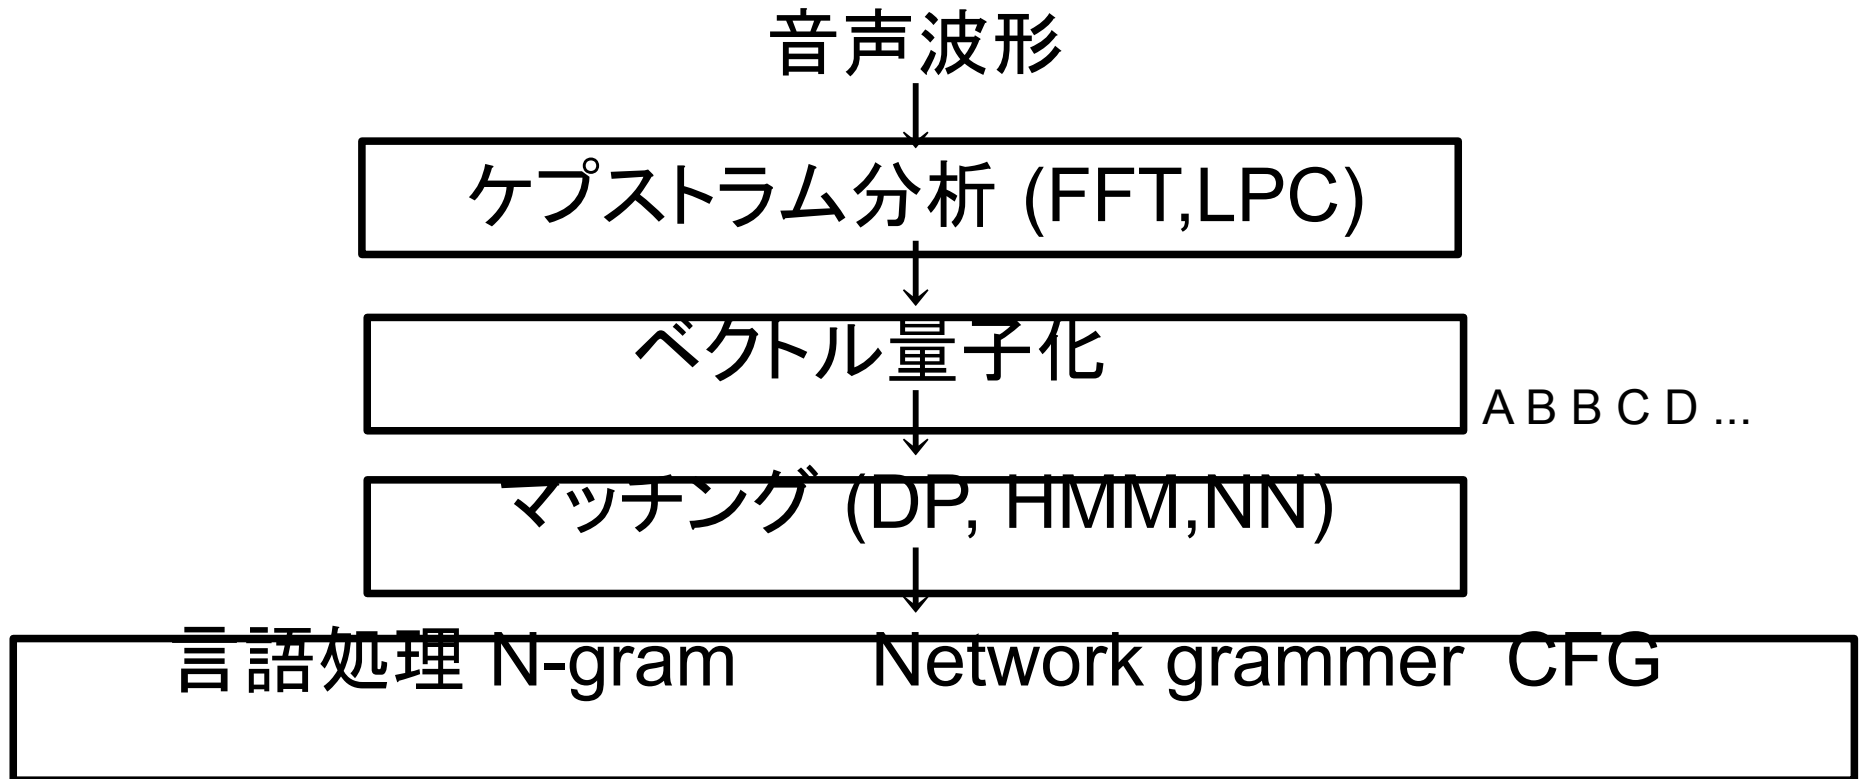 音声波形
ケプストラム分析 (FFT,LPC)
ベクトル量子化
A B B C D ...
マッチング (DP, HMM,NN)
言語処理 N-gram Network grammer CFG